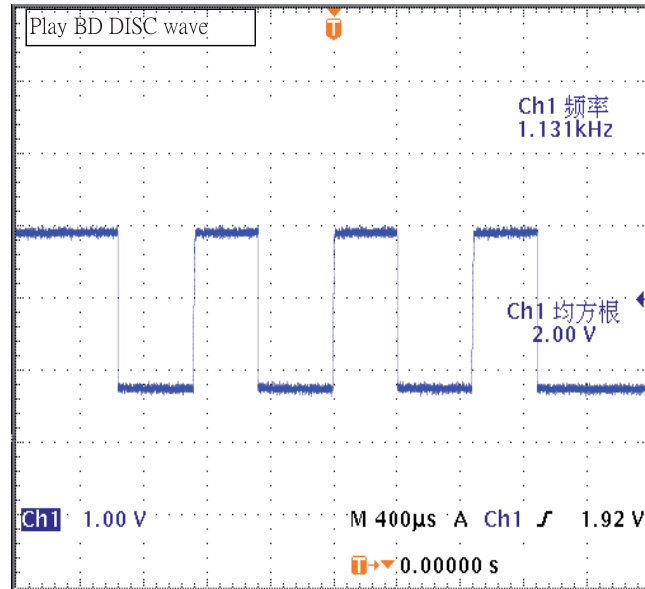 Play BD DISC wave
T
Ch1 频率
1.131kHz
Ch1 均方根
2.00 V
Ch1 1.00 V M 400µs A Ch1 1.92 V
T 0.00000 s